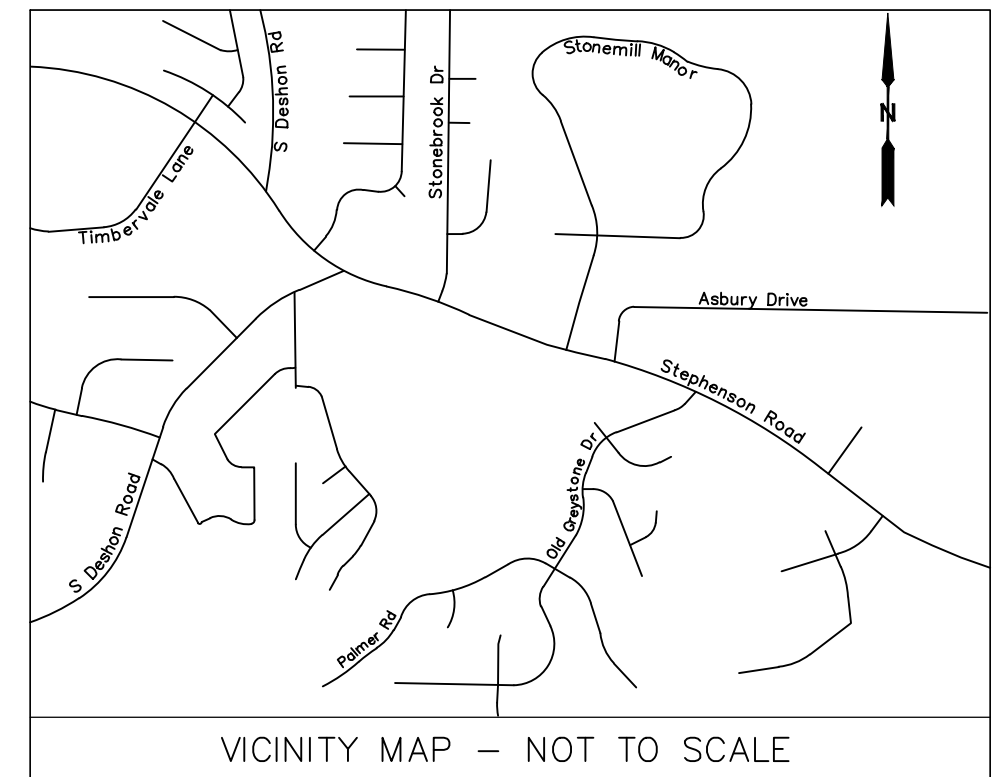 Stonemill Manor
S Deshon Rd
Stonebrook Dr
N
Timbervale Lane
Asbury Drive
Stephenson Road
Old Greystone Dr
S Deshon Road
Palmer Rd
VICINITY MAP – NOT TO SCALE